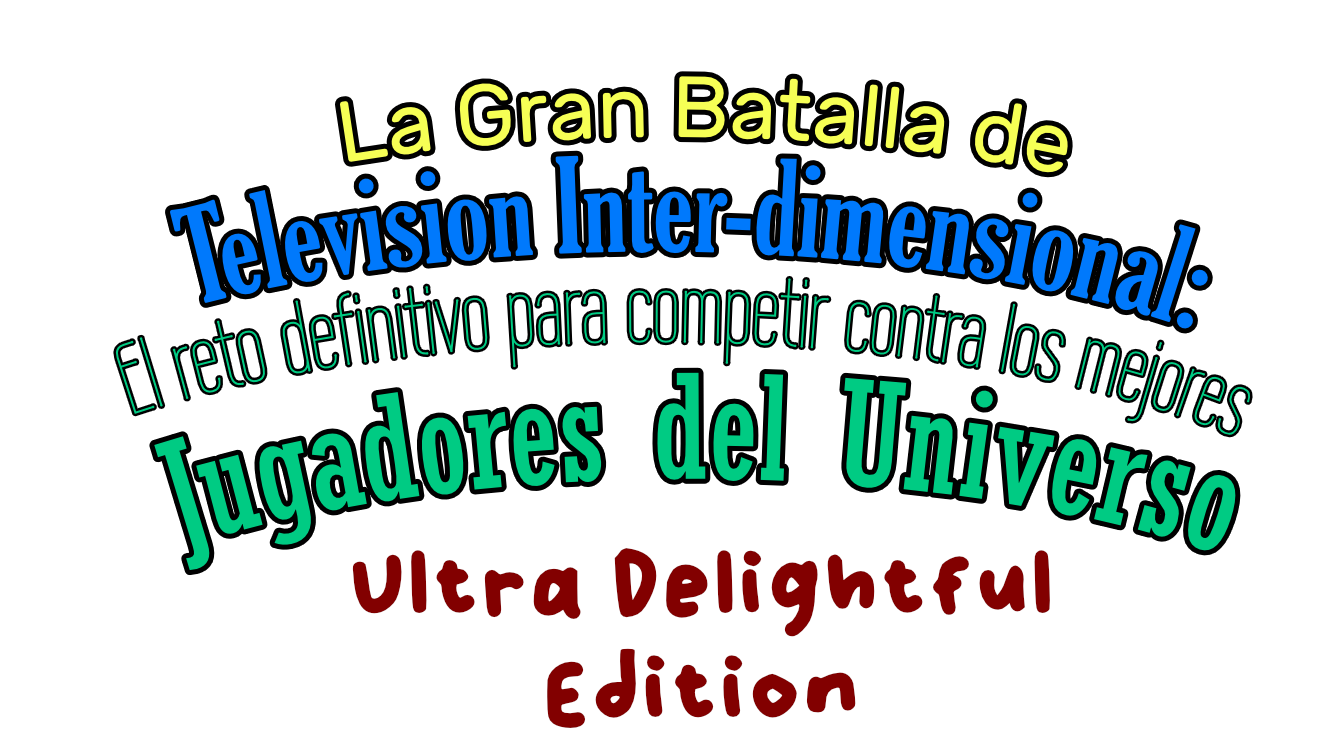 La Gran Batalla de
Television Inter-dimensional:
El reto definitivo para competir contra los mejores
Jugadores del Universo
Ultra Delightful
Edition